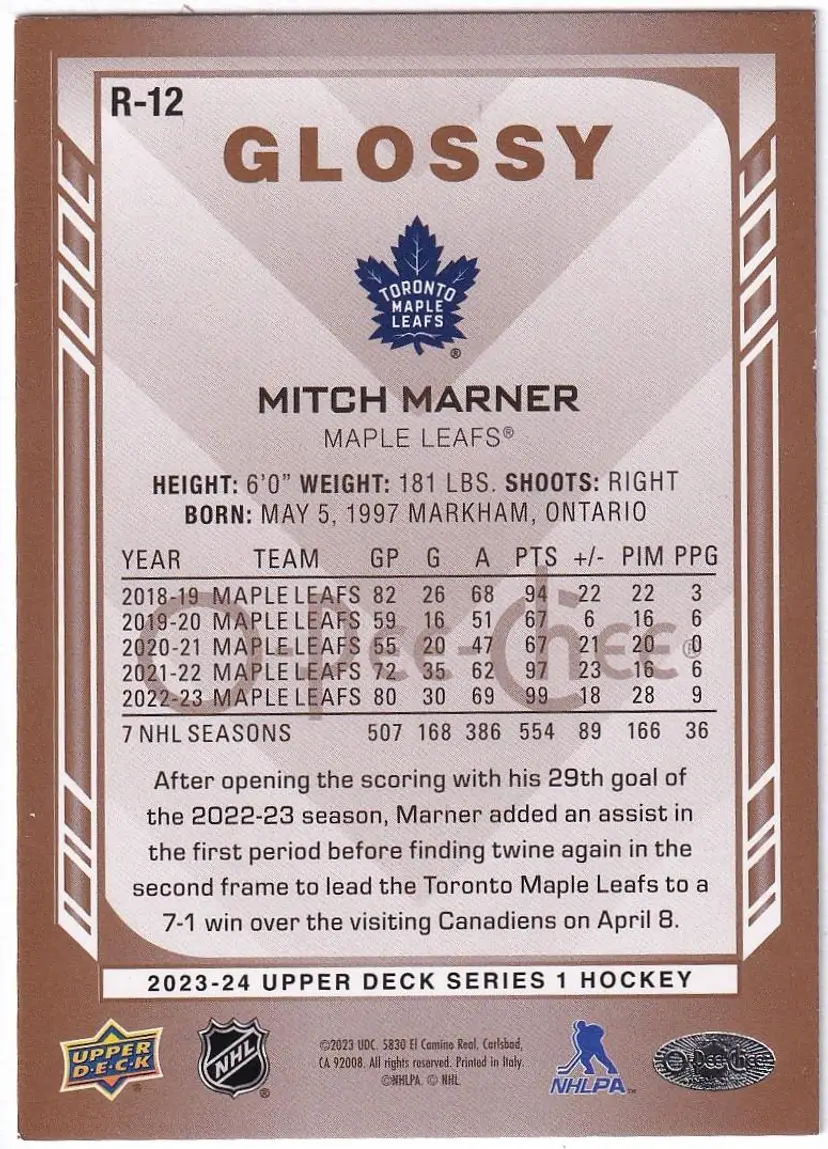 R-12
GLOSSY
TORONTO
MAPLE
LEAFS
®
MITCH MARNER
MAPLE LEAFS®
HEIGHT: 6'0" WEIGHT: 181 LBS. SHOOTS: RIGHT
BORN: MAY 5, 1997 MARKHAM, ONTARIO
YEAR TEAM GP G A PTS +/- PIM PPG
2018-19 MAPLE LEAFS 82 26 68 94 22 22 3
2019-20 MAPLE LEAFS 59 16 51 67 6 16 6
O-Pee-Chee®
2020-21 MAPLE LEAFS 55 20 47 67 21 20 0
2021-22 MAPLE LEAFS 72 35 62 97 23 16 6
2022-23 MAPLE LEAFS 80 30 69 99 18 28 9
7 NHL SEASONS 507 168 386 554 89 166 36
After opening the scoring with his 29th goal of
the 2022-23 season, Marner added an assist in
the first period before finding twine again in the
second frame to lead the Toronto Maple Leafs to a
7-1 win over the visiting Canadiens on April 8.
2023-24 UPPER DECK SERIES 1 HOCKEY
UPPER
D·E·C·K
®
NHL
®
©2023 UDC. 5830 El Camino Real, Carlsbad,
CA 92008. All rights reserved. Printed in Italy.
©NHLPA. © NHL.
NHLPA™
O-Pee-Chee